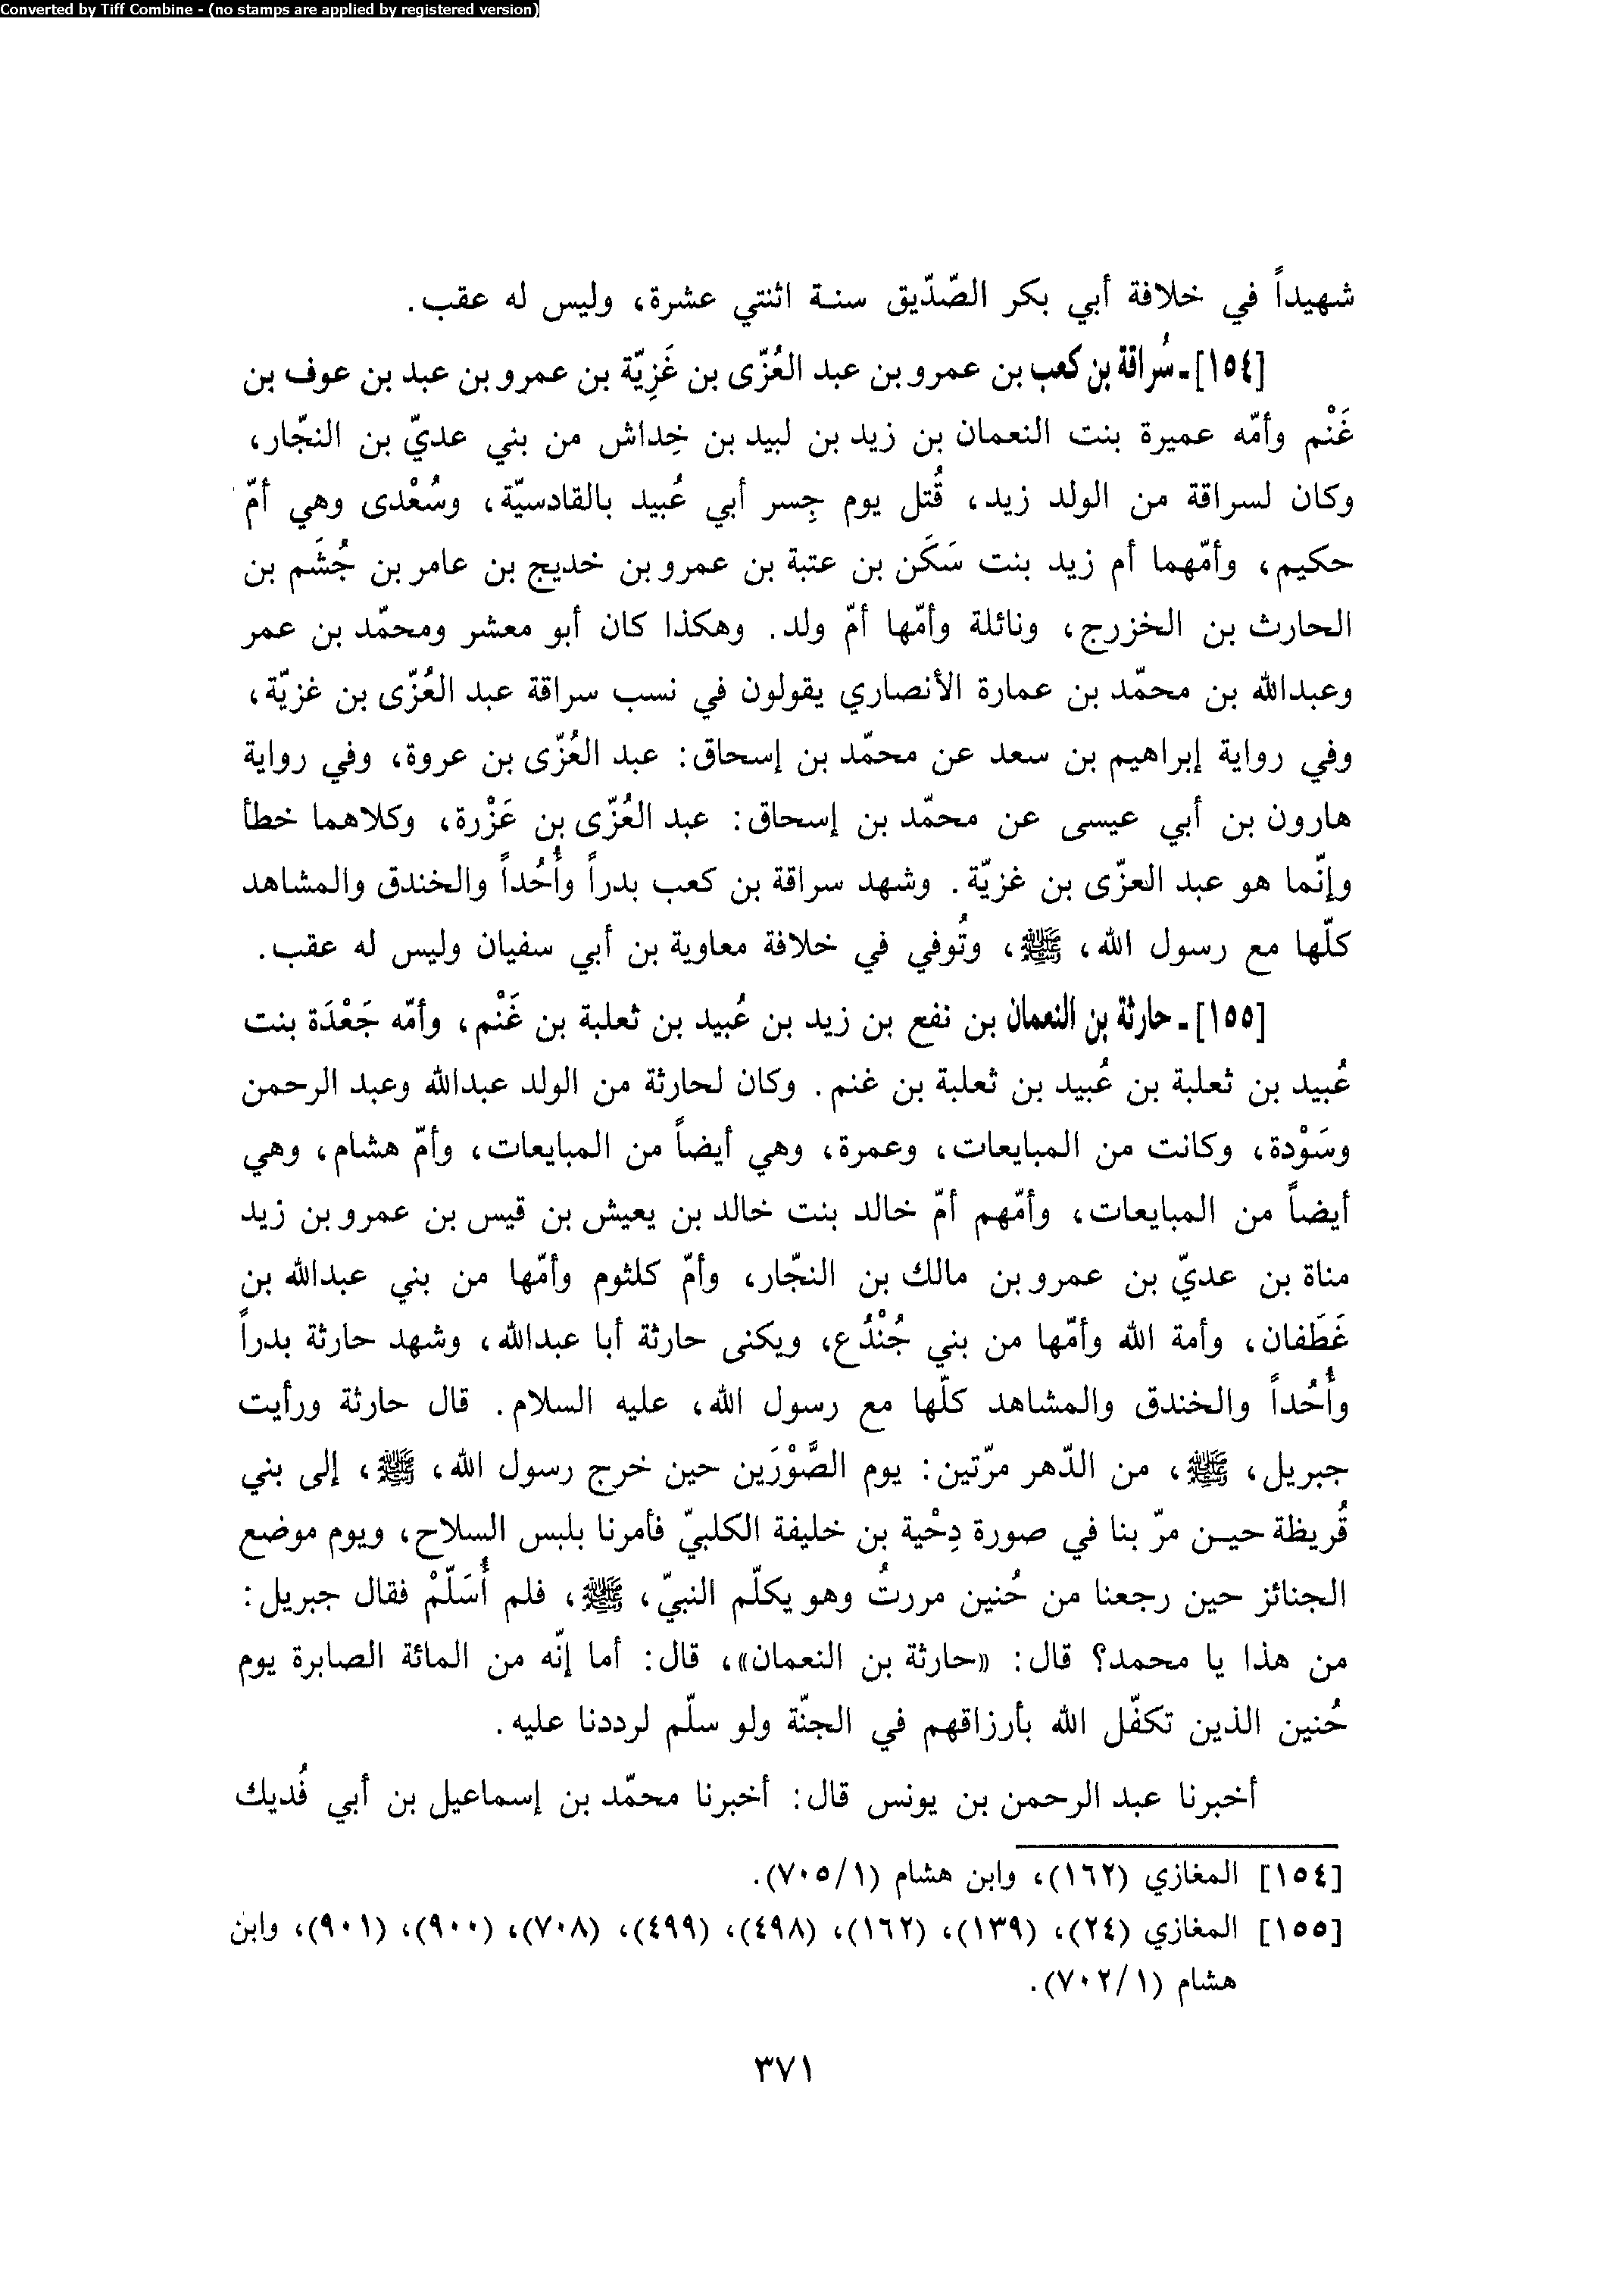 Converted by Tiff Combine - (no stamps are applied by registered version)
شهيداً في خلافة أبي بكر الصّدّيق سنة اثنتي عشرة، وليس له عقب.
[١٥٤] ـ سُراقة بن كعب بن عمرو بن عبد العُزّى بن غَزِيّة بن عمرو بن عبد بن عوف بن
غَنْم وأمّه عميرة بنت النعمان بن زيد بن لبيد بن خِداش من بني عديّ بن النجّار،
وكان لسراقة من الولد زيد، قُتل يوم جِسر أبي عُبيد بالقادسيّة، وسُعْدى وهي أمّ
حكيم، وأمّهما أم زيد بنت سَكَن بن عتبة بن عمرو بن خديج بن عامر بن جُشَم بن
الحارث بن الخزرج، ونائلة وأمّها أمّ ولد. وهكذا كان أبو معشر ومحمّد بن عمر
وعبدالله بن محمّد بن عمارة الأنصاري يقولون في نسب سراقة عبد العُزّى بن غزيّة،
وفي رواية إبراهيم بن سعد عن محمّد بن إسحاق: عبد العُزّى بن عروة، وفي رواية
هارون بن أبي عيسى عن محمّد بن إسحاق: عبد العُزّى بن عَزْرة، وكلاهما خطأ
وإنّما هو عبد العزّى بن غزيّة. وشهد سراقة بن كعب بدراً وأُحُداً والخندق والمشاهد
كلّها مع رسول الله، ﷺ، وتُوفي في خلافة معاوية بن أبي سفيان وليس له عقب.
[١٥٥] ـ حارثة بن النعمان بن نفع بن زيد بن عُبيد بن ثعلبة بن غَنْم، وأمّه جَعْدَة بنت
عُبيد بن ثعلبة بن عُبيد بن ثعلبة بن غنم. وكان لحارثة من الولد عبدالله وعبد الرحمن
وسَوْدة، وكانت من المبايعات، وعمرة، وهي أيضاً من المبايعات، وأمّ هشام، وهي
أيضاً من المبايعات، وأمّهم أمّ خالد بنت خالد بن يعيش بن قيس بن عمرو بن زيد
مناة بن عديّ بن عمرو بن مالك بن النجّار، وأمّ كلثوم وأمّها من بني عبدالله بن
غَطَفان، وأمة الله وأمّها من بني جُنْدُع، ويكنى حارثة أبا عبدالله، وشهد حارثة بدراً
وأُحُداً والخندق والمشاهد كلّها مع رسول الله، عليه السلام. قال حارثة ورأيت
جبريل، ﷺ، من الدّهر مرّتين: يوم الصَّوْرَين حين خرج رسول الله، ﷺ، إلى بني
قُريظة حين مرّ بنا في صورة دِحْية بن خليفة الكلبيّ فأمرنا بلبس السلاح، ويوم موضع
الجنائز حين رجعنا من حُنين مررتُ وهو يكلّم النبيّ، ﷺ، فلم أُسَلّمْ فقال جبريل:
من هذا يا محمد؟ قال: «حارثة بن النعمان»، قال: أما إنّه من المائة الصابرة يوم
حُنين الذين تكفّل الله بأرزاقهم في الجنّة ولو سلّم لرددنا عليه.
أخبرنا عبد الرحمن بن يونس قال: أخبرنا محمّد بن إسماعيل بن أبي فُديك
[١٥٤] المغازي (١٦٢)، وابن هشام (٧٠٥/١).
[١٥٥] المغازي (٢٤)، (١٣٩)، (١٦٢)، (٤٩٨)، (٤٩٩)، (٧٠٨)، (٩٠٠)، (٩٠١)، وابن
هشام (٧٠٢/١).
٣٧١